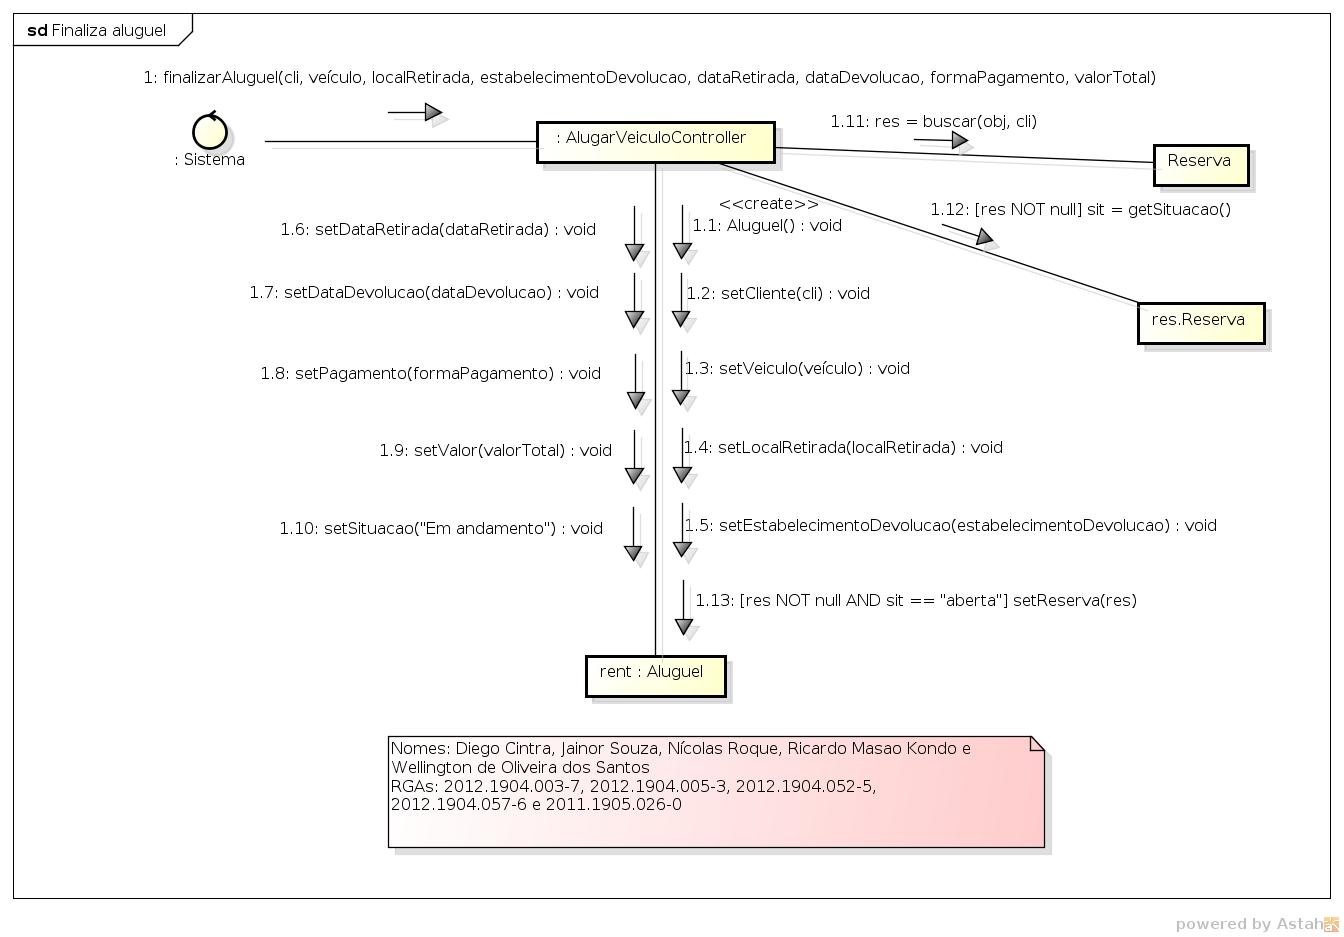 sd Finaliza aluguel
1: finalizarAluguel(cli, veículo, localRetirada, estabelecimentoDevolucao, dataRetirada, dataDevolucao, formaPagamento, valorTotal)
: Sistema
: AlugarVeiculoController
1.11: res = buscar(obj, cli)
Reserva
<<create>>
1.1: Aluguel() : void
1.12: [res NOT null] sit = getSituacao()
res.Reserva
1.6: setDataRetirada(dataRetirada) : void
1.7: setDataDevolucao(dataDevolucao) : void
1.2: setCliente(cli) : void
1.8: setPagamento(formaPagamento) : void
1.3: setVeiculo(veículo) : void
1.9: setValor(valorTotal) : void
1.4: setLocalRetirada(localRetirada) : void
1.10: setSituacao("Em andamento") : void
1.5: setEstabelecimentoDevolucao(estabelecimentoDevolucao) : void
1.13: [res NOT null AND sit == "aberta"] setReserva(res)
rent : Aluguel
Nomes: Diego Cintra, Jainor Souza, Nícolas Roque, Ricardo Masao Kondo e
Wellington de Oliveira dos Santos
RGAs: 2012.1904.003-7, 2012.1904.005-3, 2012.1904.052-5,
2012.1904.057-6 e 2011.1905.026-0
powered by Astah